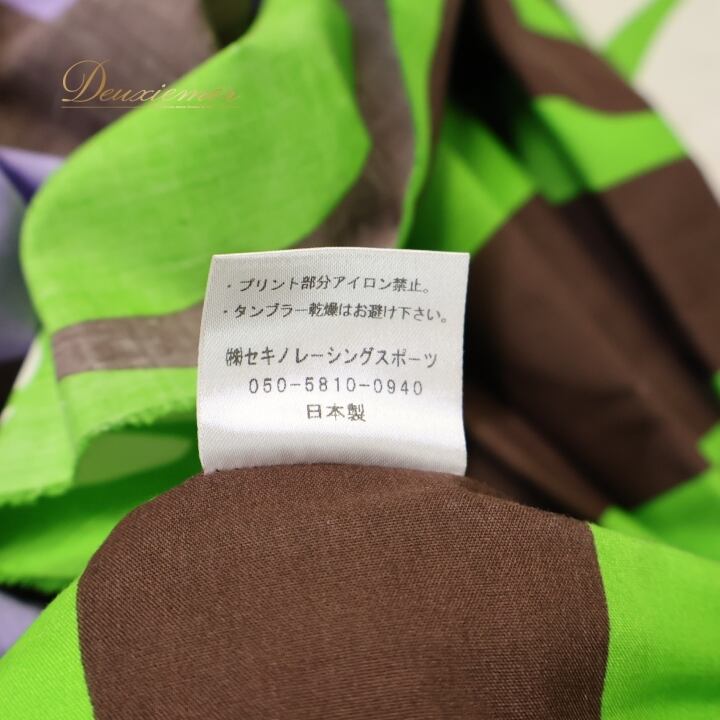 Deuxiemer
・プリント部分アイロン禁止。
・タンブラー乾燥はお避け下さい。
㈱セキノレーシングスポーツ
050-5810-0940
日本製